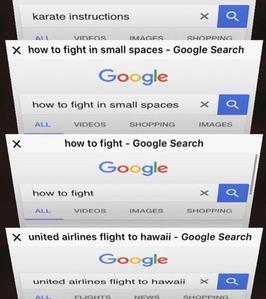 karate instructions ✕
ALL VIDEOS IMAGES SHOPPING
✕ how to fight in small spaces - Google Search
Google
how to fight in small spaces ✕
ALL VIDEOS SHOPPING IMAGES
✕ how to fight - Google Search
Google
how to fight ✕
ALL VIDEOS IMAGES SHOPPING
✕ united airlines flight to hawaii - Google Search
Google
united airlines flight to hawaii ✕
ALL FLIGHTS NEWS SHOPPING